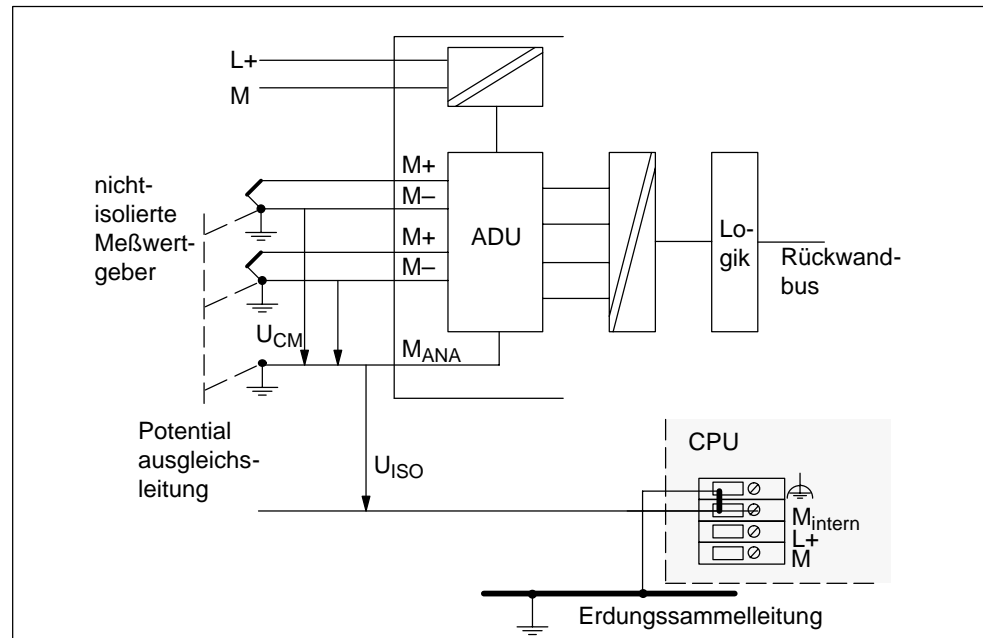 L+
M
nicht-
isolierte
Meßwert-
geber
M+
M–
M+
M–
ADU
Lo-
gik
Rückwand-
bus
UCM
MANA
Potential
ausgleichs-
leitung
UISO
CPU
Mintern
L+
M
Erdungssammelleitung